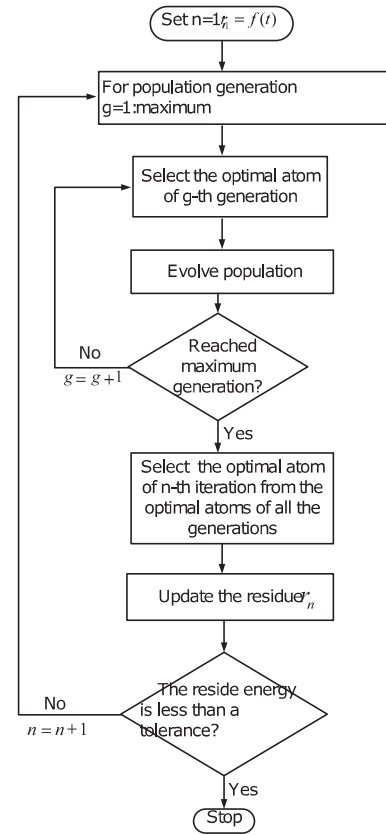 Set n=1 r₁ = f(t)
For population generation
g=1:maximum
Select the optimal atom
of g-th generation
Evolve population
No
g = g+1
Reached
maximum
generation?
Yes
Select the optimal atom
of n-th iteration from the
optimal atoms of all the
generations
Update the residue rₙ
The reside energy
is less than a
tolerance?
No
n = n+1
Yes
Stop